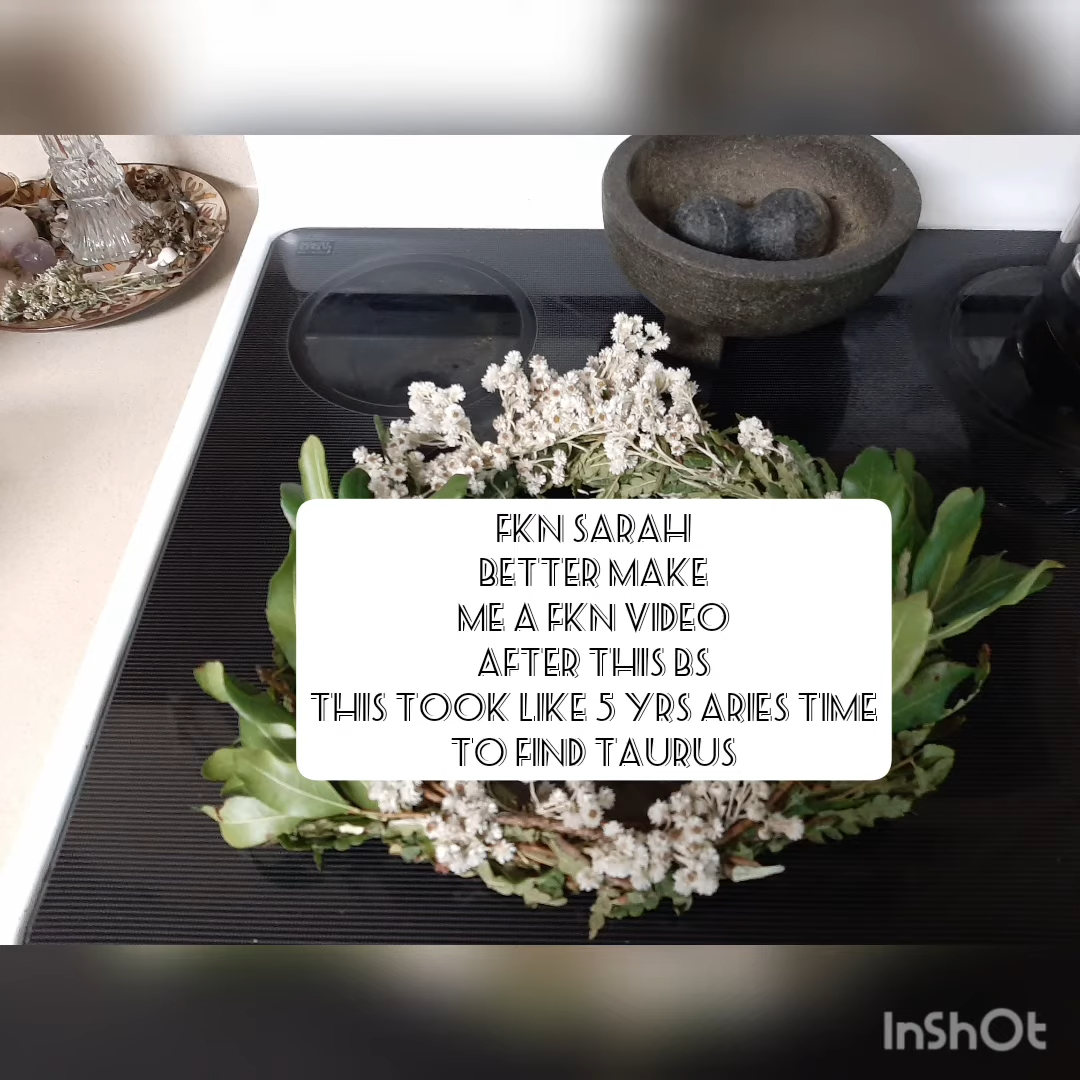 FKN SARAH
BETTER MAKE
ME A FKN VIDEO
AFTER THIS BS
THIS TOOK LIKE 5 YRS ARIES TIME
TO FIND TAURUS
InShOt